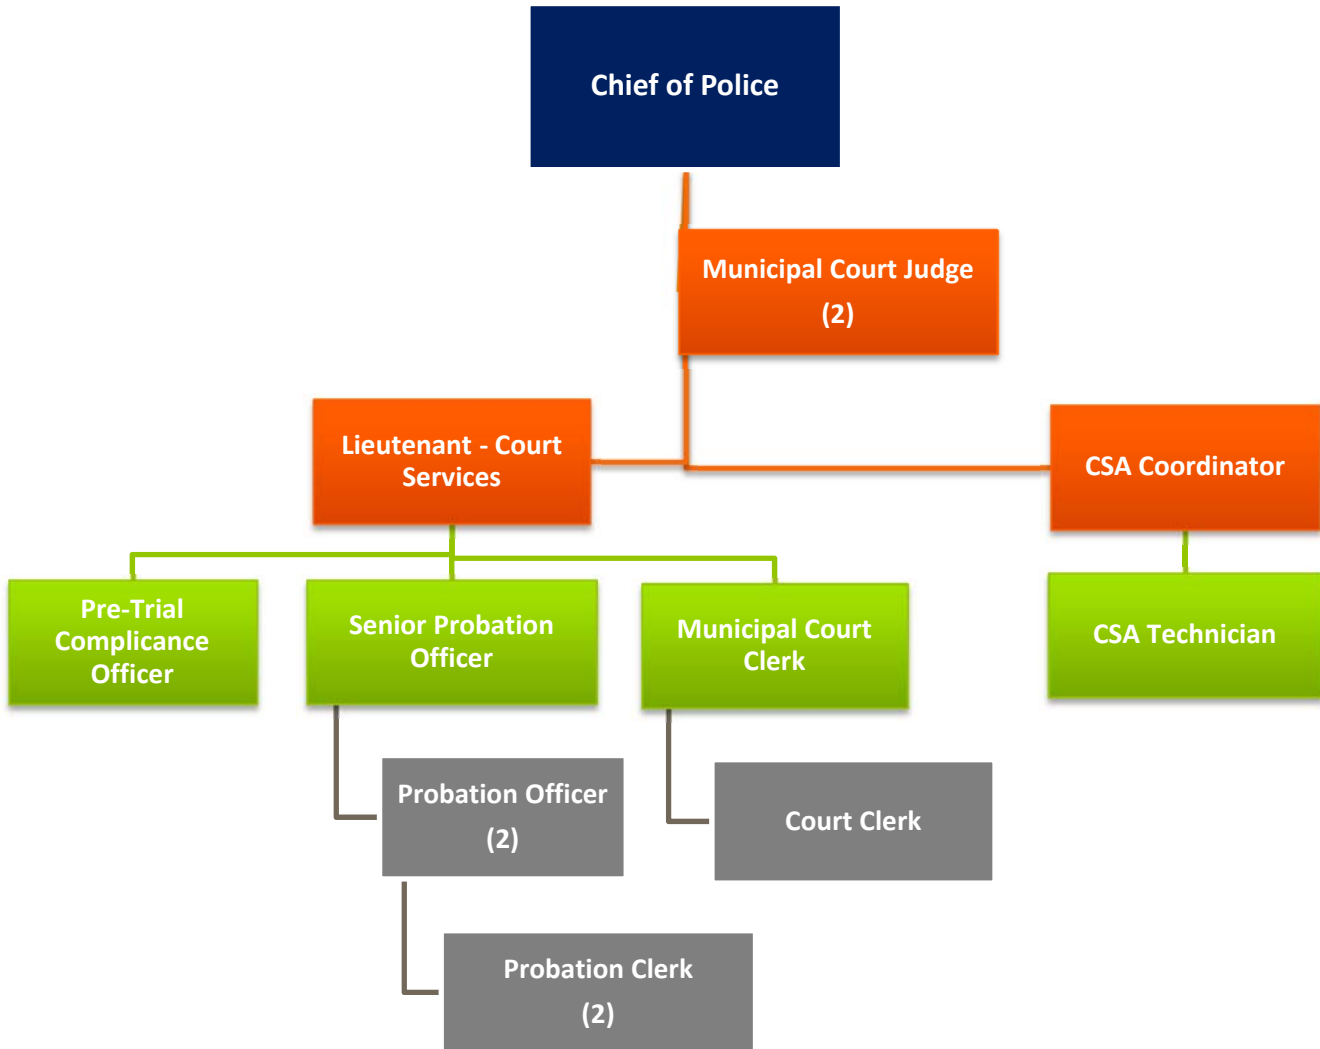 Chief of Police
Municipal Court Judge
(2)
Lieutenant - Court
Services
CSA Coordinator
Pre-Trial
Complicance
Officer
Senior Probation
Officer
Municipal Court
Clerk
CSA Technician
Probation Officer
(2)
Court Clerk
Probation Clerk
(2)